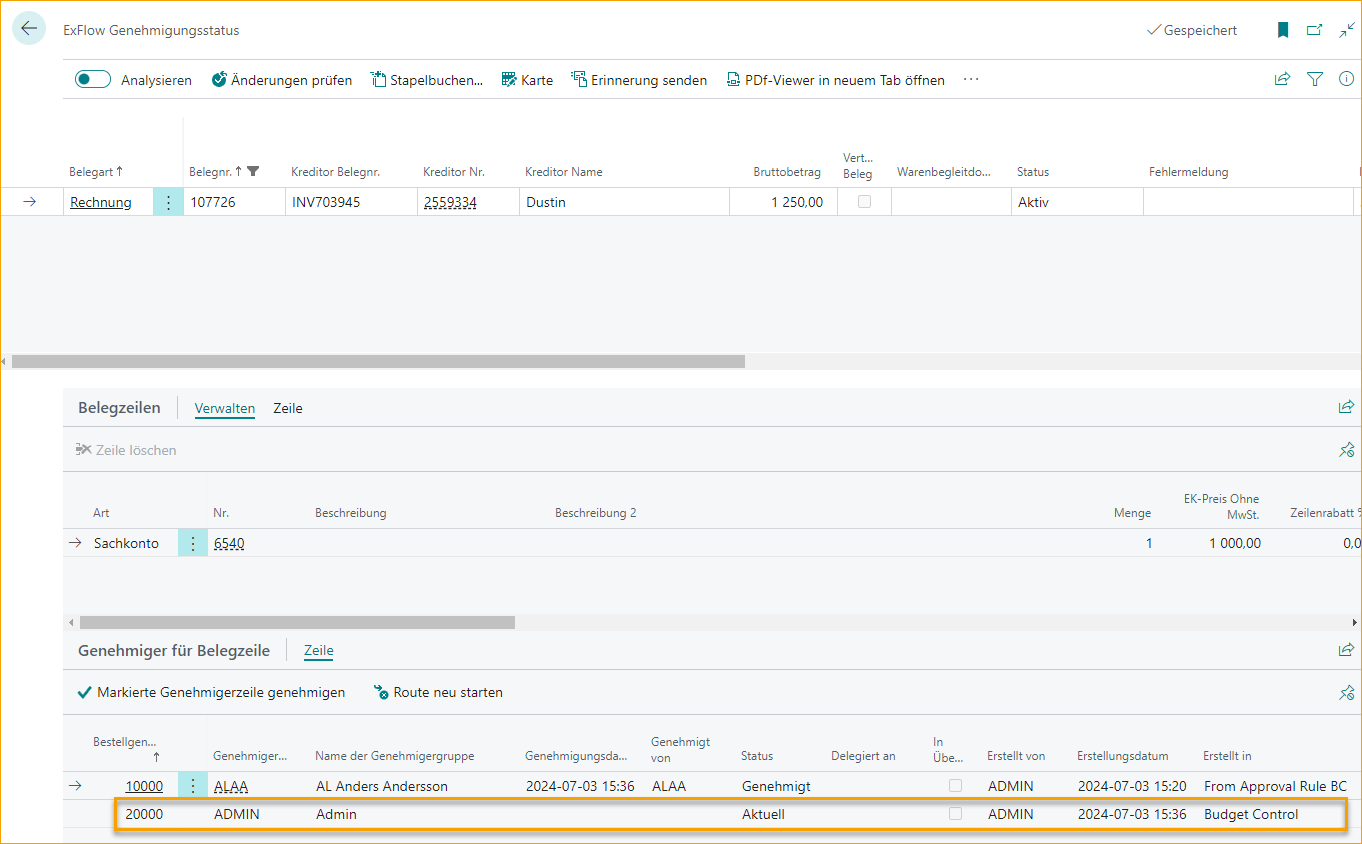 ExFlow Genehmigungsstatus
Gespeichert
Analysieren Änderungen prüfen Stapelbuchen... Karte Erinnerung senden PDf-Viewer in neuem Tab öffnen ...
Belegart ↑ Belegnr. ↑ Kreditor Belegnr. Kreditor Nr. Kreditor Name Bruttobetrag Vert... Beleg Warenbegleitdo... Status Fehlermeldung
→ Rechnung 107726 INV703945 2559334 Dustin 1 250,00 Aktiv
Belegzeilen Verwalten Zeile
Zeile löschen
Art Nr. Beschreibung Beschreibung 2 Menge EK-Preis Ohne MwSt. Zeilenrabatt %
→ Sachkonto 6540 1 1 000,00 0,0
Genehmiger für Belegzeile Zeile
Markierte Genehmigerzeile genehmigen Route neu starten
Bestellgen... ↑ Genehmiger... Name der Genehmigergruppe Genehmigungsda... Genehmigt von Status Delegiert an In Übe... Erstellt von Erstellungsdatum Erstellt in
→ 10000 ALAA AL Anders Andersson 2024-07-03 15:36 ALAA Genehmigt ADMIN 2024-07-03 15:20 From Approval Rule BC
20000 ADMIN Admin Aktuell ADMIN 2024-07-03 15:36 Budget Control